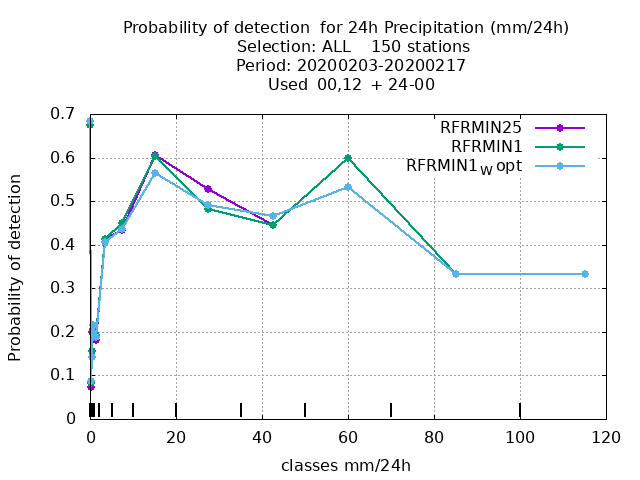 Probability of detection  for 24h Precipitation (mm/24h)
Selection: ALL    150 stations
Period: 20200203-20200217
Used  00,12  + 24-00
RFRMIN25
RFRMIN1
RFRMIN1W opt
Probability of detection
0.7
0.6
0.5
0.4
0.3
0.2
0.1
0
0 20 40 60 80 100 120
classes mm/24h